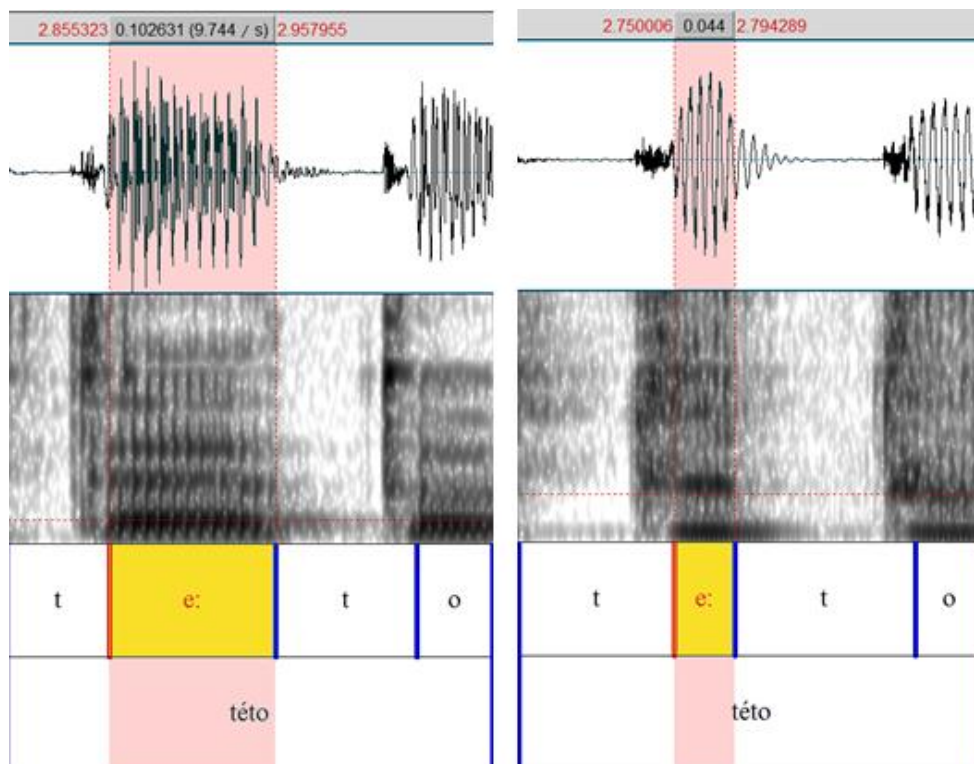 2.855323 0.102631 (9.744 / s) 2.957955
t e: t o
této
2.750006 0.044 2.794289
t e: t o
této